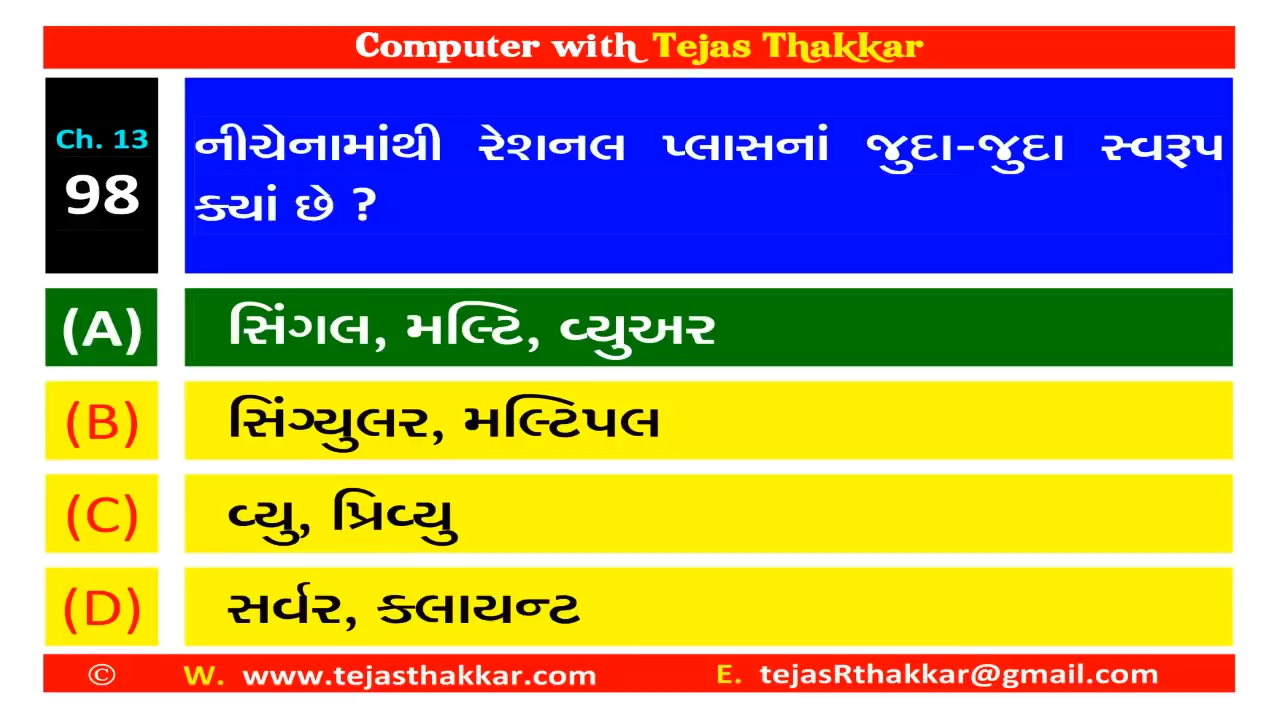 Computer with Tejas Thakkar
Ch. 13
98
નીચેનામાંથી રેશનલ પ્લાસનાં જુદા-જુદા સ્વરૂપ
ક્યાં છે ?
(A) સિંગલ, મલ્ટિ, વ્યુઅર
(B) સિંગ્યુલર, મલ્ટિપલ
(C) વ્યુ, પ્રિવ્યુ
(D) સર્વર, ક્લાયન્ટ
© W. www.tejasthakkar.com E. tejasRthakkar@gmail.com